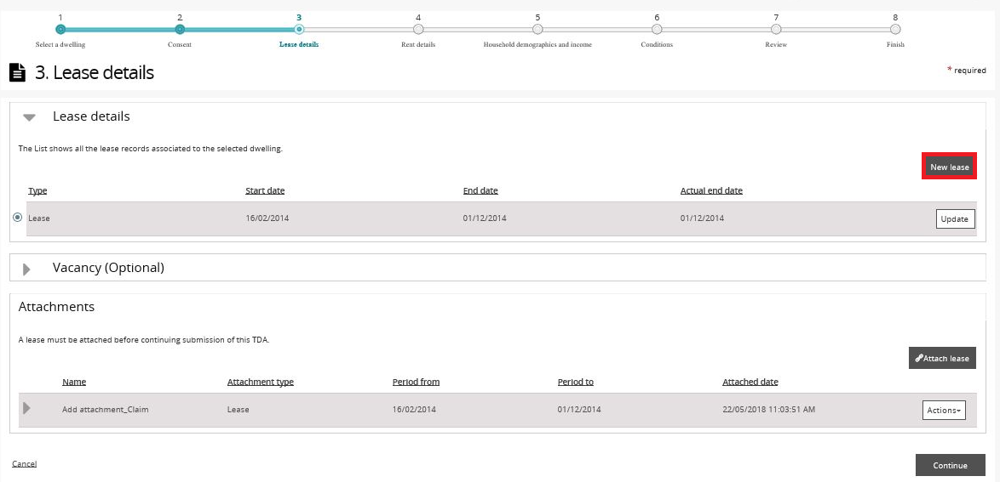 1 2 3 4 5 6 7 8
Select a dwelling Consent Lease details Rent details Household demographics and income Conditions Review Finish
3. Lease details
* required
Lease details
The List shows all the lease records associated to the selected dwelling.
New lease
Type Start date End date Actual end date
Lease 16/02/2014 01/12/2014 01/12/2014 Update
Vacancy (Optional)
Attachments
A lease must be attached before continuing submission of this TDA.
Attach lease
Name Attachment type Period from Period to Attached date
Add attachment_Claim Lease 16/02/2014 01/12/2014 22/05/2018 11:03:51 AM Actions
Cancel Continue